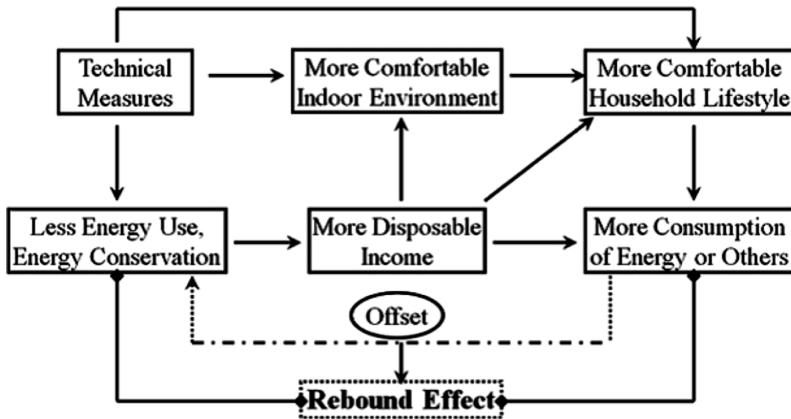 Technical
Measures
More Comfortable
Indoor Environment
More Comfortable
Household Lifestyle
Less Energy Use,
Energy Conservation
More Disposable
Income
More Consumption
of Energy or Others
Offset
Rebound Effect